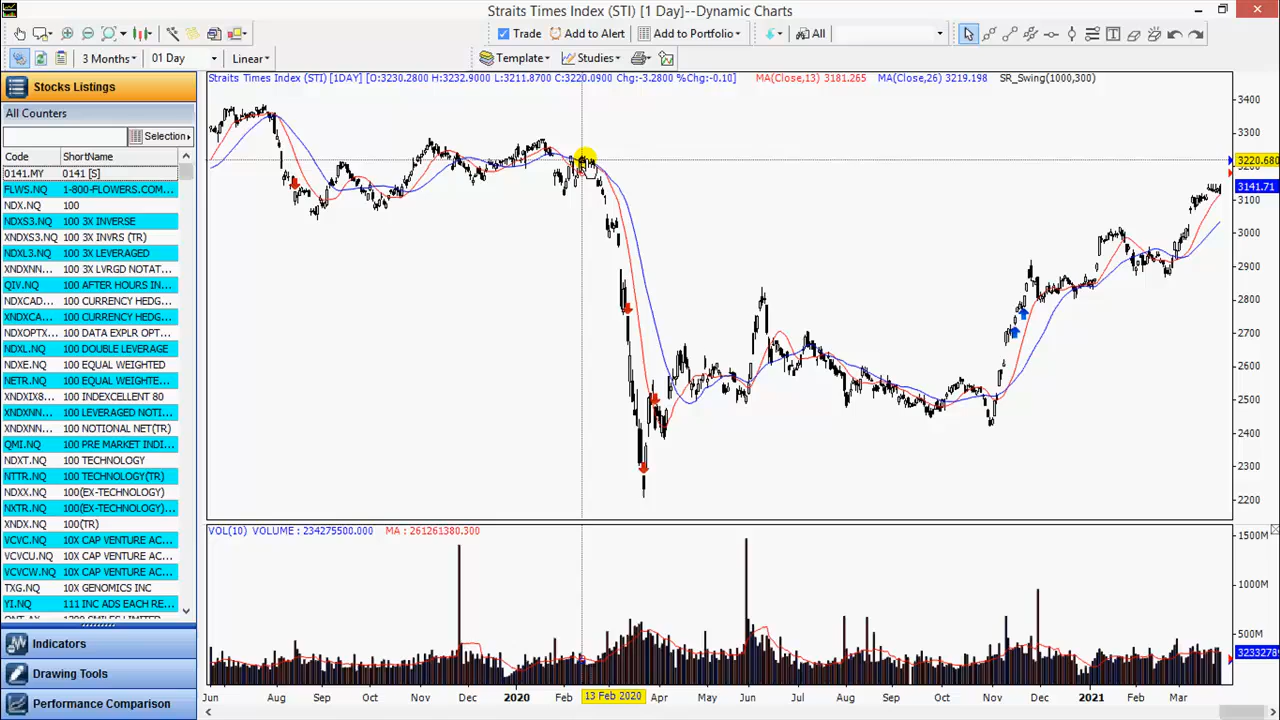 Straits Times Index (STI) [1 Day]--Dynamic Charts
Trade
Add to Alert
Add to Portfolio
All
3 Months
01 Day
Linear
Template
Studies
Stocks Listings
All Counters
Selection
Code ShortName
0141.MY 0141 [S]
FLWS.NQ 1-800-FLOWERS.COM...
NDX.NQ 100
NDXS3.NQ 100 3X INVERSE
XNDXS3.NQ 100 3X INVRS (TR)
NDXL3.NQ 100 3X LEVERAGED
XNDXNN... 100 3X LVRGD NOTAT...
QIV.NQ 100 AFTER HOURS IN...
NDXCAD... 100 CURRENCY HEDG...
XNDXCA... 100 CURRENCY HEDG...
NDXOPTX... 100 DATA EXPLR OPT...
NDXL.NQ 100 DOUBLE LEVERAGE
NDXE.NQ 100 EQUAL WEIGHTED
NETR.NQ 100 EQUAL WEIGHTE...
XNDXIX8... 100 INDEXCELLENT 80
XNDXNN... 100 LEVERAGED NOTI...
XNDXNN... 100 NOTIONAL NET(TR)
QMI.NQ 100 PRE MARKET INDI...
NDXT.NQ 100 TECHNOLOGY
NTTR.NQ 100 TECHNOLOGY(TR)
NDXX.NQ 100(EX-TECHNOLOGY)
NXTR.NQ 100(EX-TECHNOLOGY)...
XNDX.NQ 100(TR)
VCVC.NQ 10X CAP VENTURE AC...
VCVCU.NQ 10X CAP VENTURE AC...
VCVCW.NQ 10X CAP VENTURE AC...
TXG.NQ 10X GENOMICS INC
YI.NQ 111 INC ADS EACH RE...
Indicators
Drawing Tools
Performance Comparison
Straits Times Index (STI) [1DAY] [O:3230.2800 H:3232.9000 L:3211.8700 C:3220.0900 Chg:-3.2800 %Chg:-0.10] MA(Close,13) 3181.265 MA(Close,26) 3219.198 SR_Swing(1000,300)
3400
3300
3220.680
3200
3141.71
3100
3000
2900
2800
2700
2600
2500
2400
2300
2200
VOL(10) VOLUME : 234275500.000 MA : 261261380.300
1500M
1000M
500M
3233278
Jun Aug Sep Oct Nov Dec 2020 Feb 13 Feb 2020 Apr May Jun Jul Aug Sep Oct Nov Dec 2021 Feb Mar